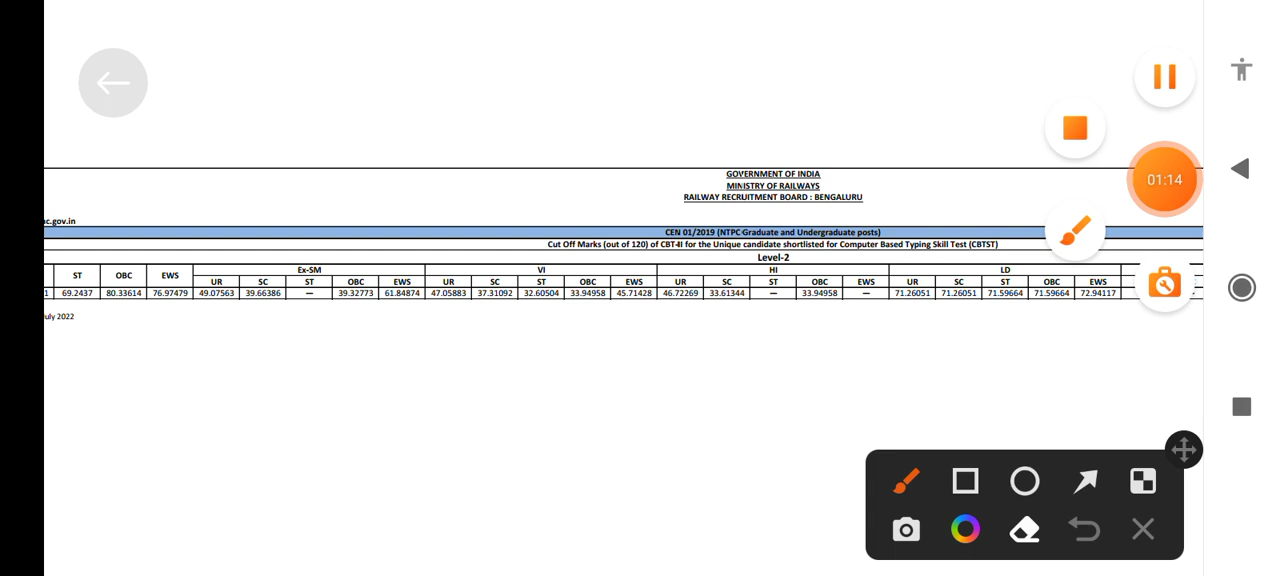 01:14
GOVERNMENT OF INDIA
MINISTRY OF RAILWAYS
RAILWAY RECRUITMENT BOARD : BENGALURU
c.gov.in
CEN 01/2019 (NTPC Graduate and Undergraduate posts)
Cut Off Marks (out of 120) of CBT-II for the Unique candidate shortlisted for Computer Based Typing Skill Test (CBTST)
Level-2
ST OBC EWS Ex-SM VI HI LD
UR SC ST OBC EWS UR SC ST OBC EWS UR SC ST OBC EWS UR SC ST OBC EWS
1 69.2437 80.33614 76.97479 49.07563 39.66386 — 39.32773 61.84874 47.05883 37.31092 32.60504 33.94958 45.71428 46.72269 33.61344 — 33.94958 — 71.26051 71.26051 71.59664 71.59664 72.94117
uly 2022